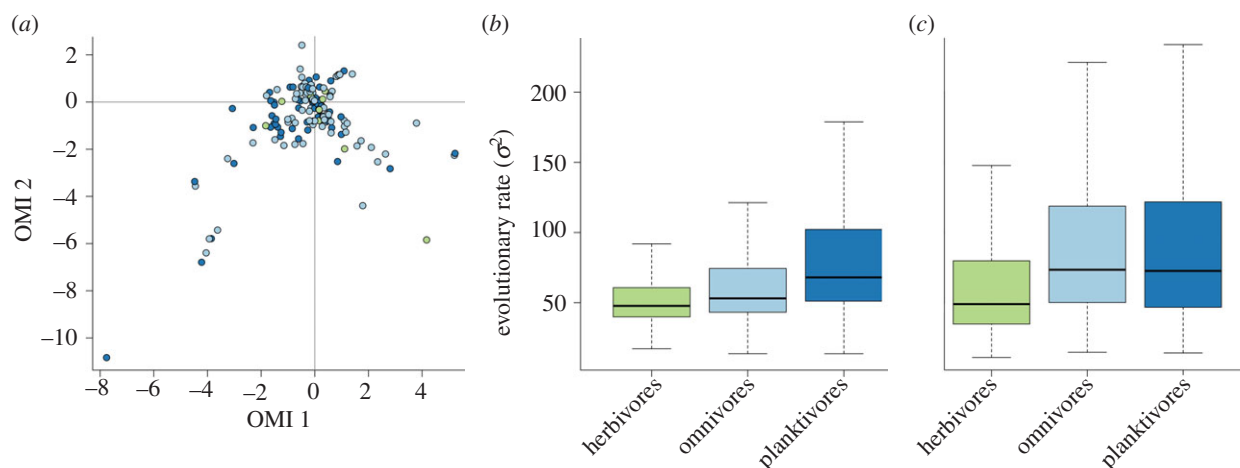 (a)
2
0
−2
−4
−6
−8
−10
OMI 2
−8
−6
−4
−2
0
2
4
OMI 1
(b)
200
150
100
50
evolutionary rate (σ²)
herbivores
omnivores
planktivores
(c)
herbivores
omnivores
planktivores